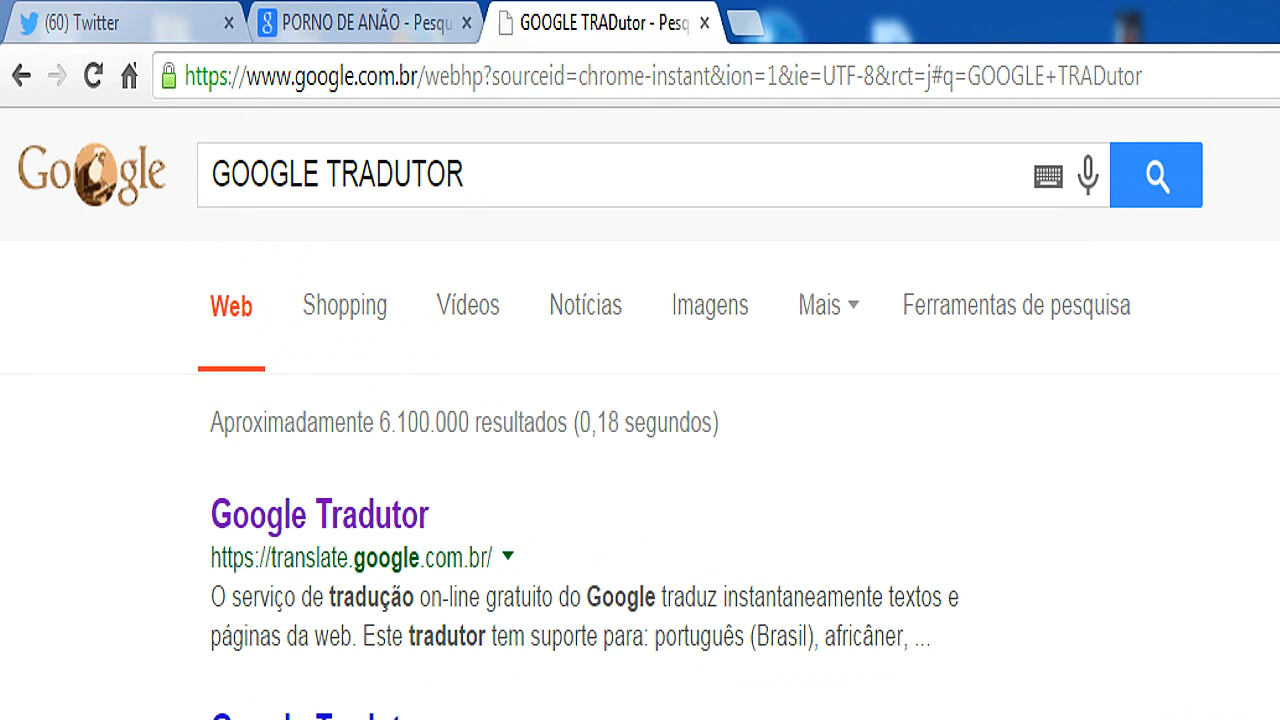 (60) Twitter
PORNO DE ANÃO - Pesqu
GOOGLE TRADutor - Pesq
https://www.google.com.br/webhp?sourceid=chrome-instant&ion=1&ie=UTF-8&rct=j#q=GOOGLE+TRADutor
Google
GOOGLE TRADUTOR
Web Shopping Vídeos Notícias Imagens Mais Ferramentas de pesquisa
Aproximadamente 6.100.000 resultados (0,18 segundos)
Google Tradutor
https://translate.google.com.br/
O serviço de tradução on-line gratuito do Google traduz instantaneamente textos e
páginas da web. Este tradutor tem suporte para: português (Brasil), africâner, ...